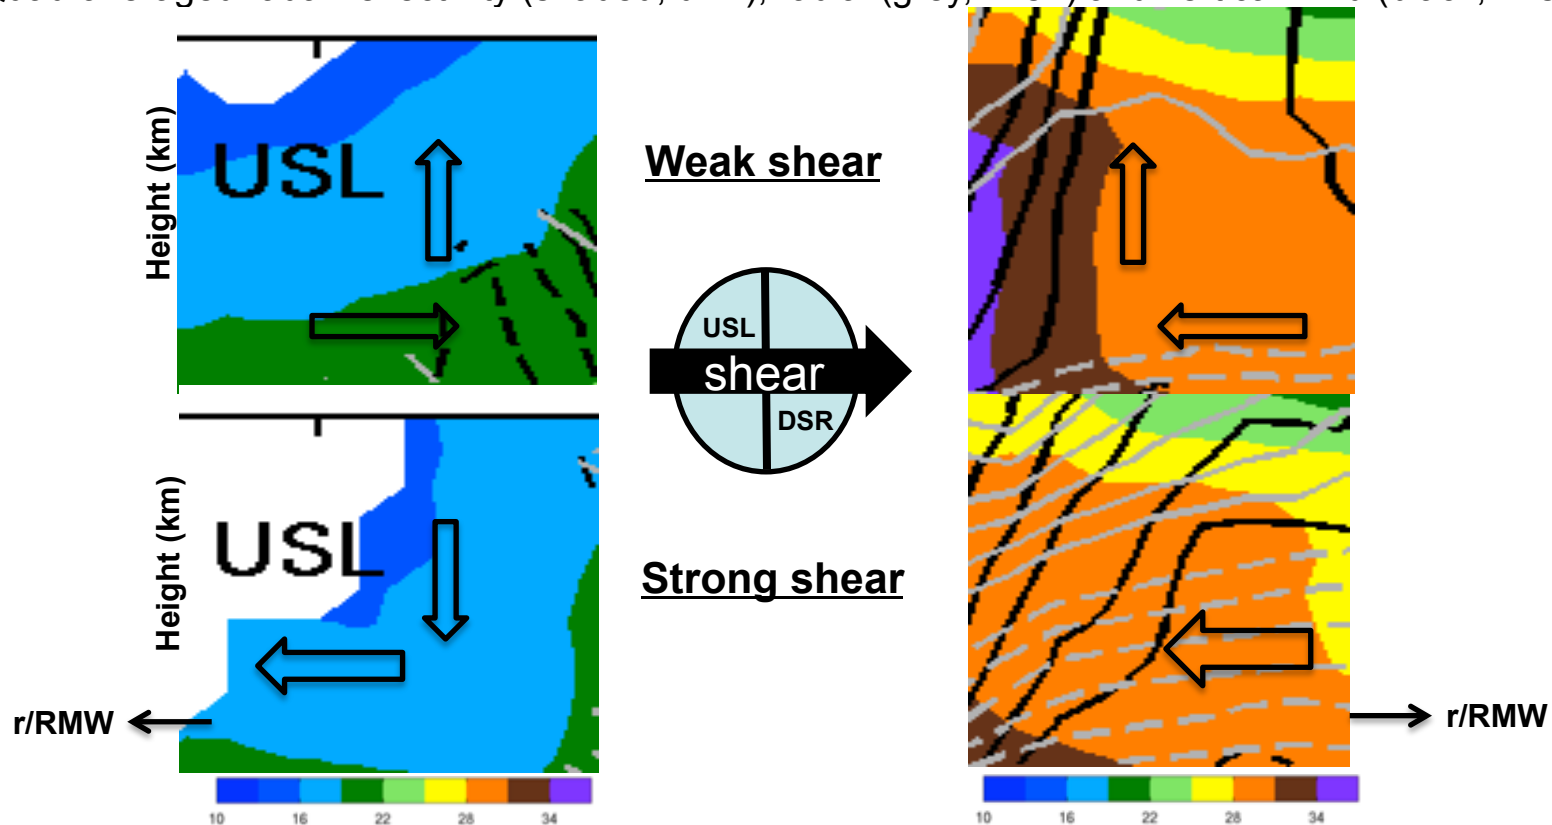 Height (km)
USL
Weak shear
USL
shear
DSR
Height (km)
USL
Strong shear
r/RMW
r/RMW
10 16 22 28 34
10 16 22 28 34